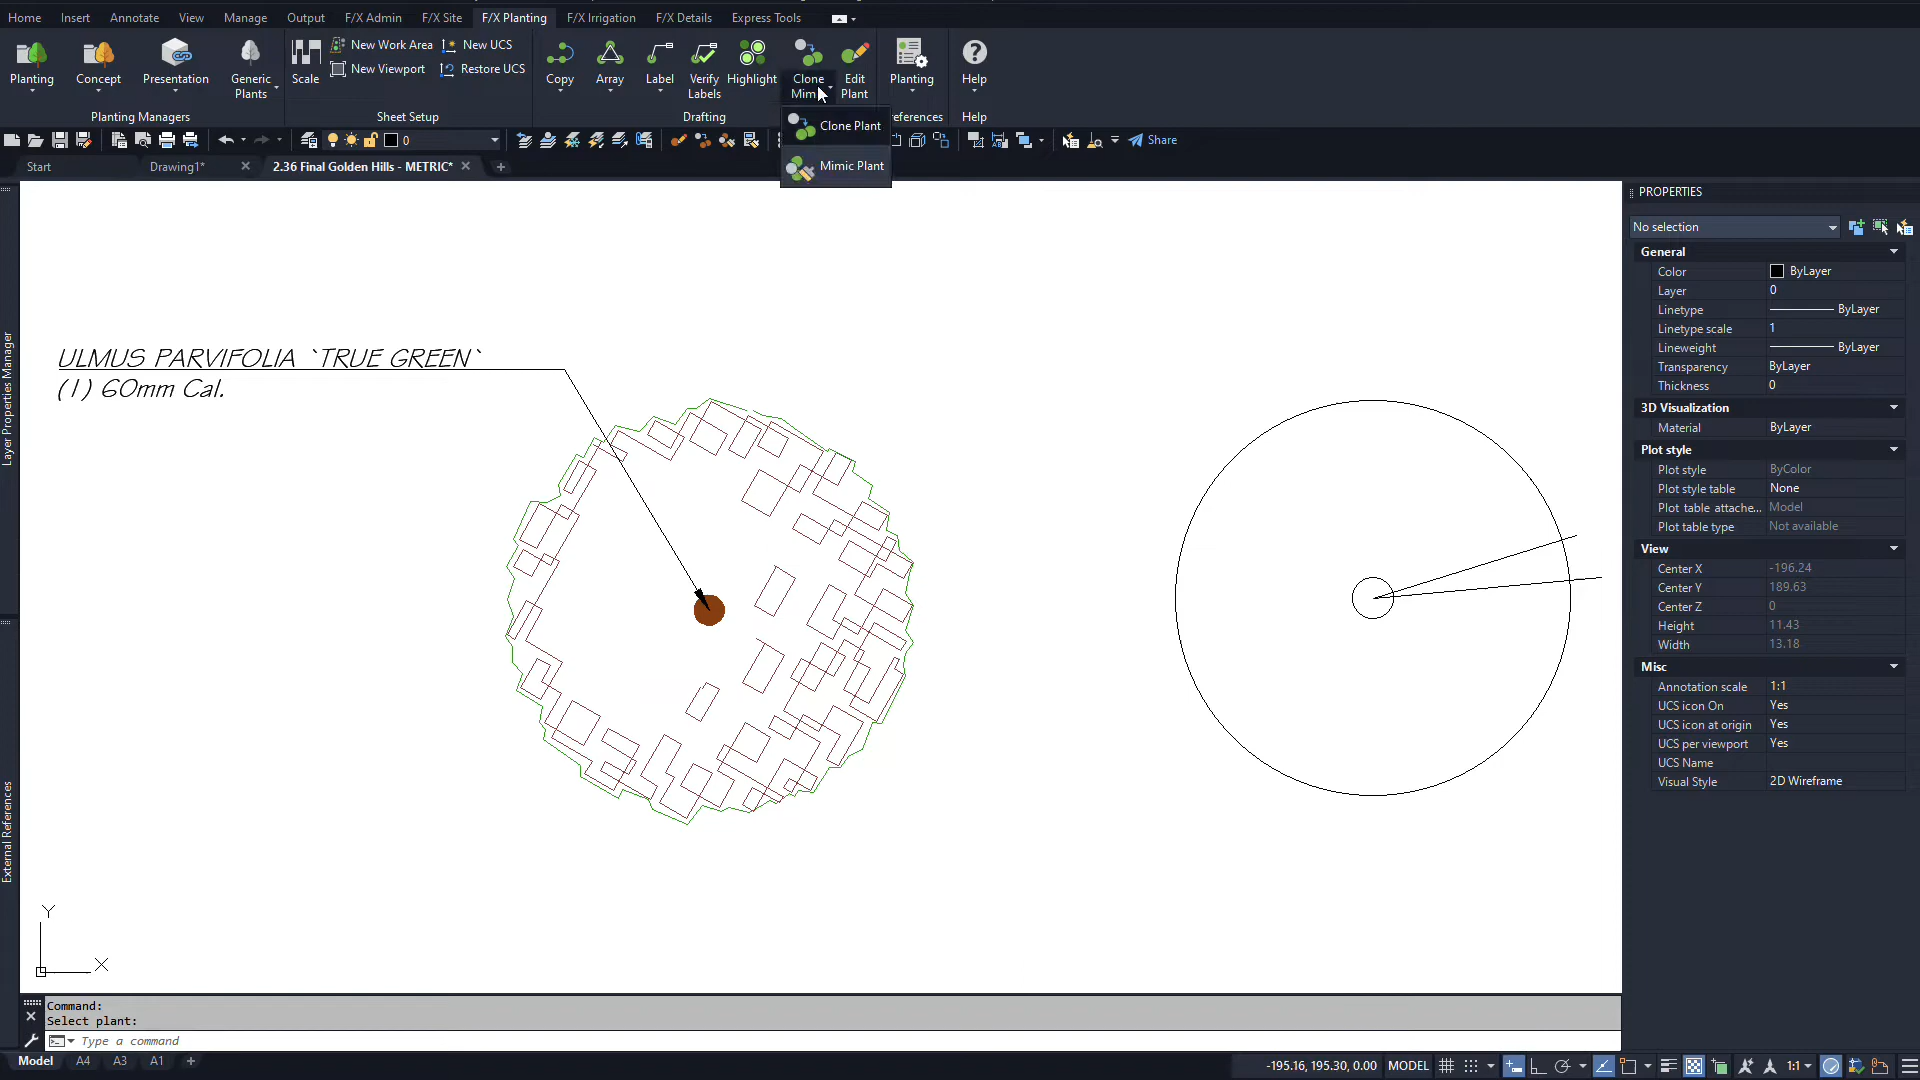 Home Insert Annotate View Manage Output F/X Admin F/X Site F/X Planting F/X Irrigation F/X Details Express Tools
Planting Concept Presentation Generic Plants
Planting Managers
Scale New Work Area New UCS
New Viewport Restore UCS
Sheet Setup
Copy Array Label Verify Labels Highlight Clone Mim Edit Plant
Drafting
Planting
eferences
Help
Help
Clone Plant
Mimic Plant
0
Share
Start
Drawing1*
2.36 Final Golden Hills - METRIC*
Layer Properties Manager
External References
ULMUS PARVIFOLIA `TRUE GREEN`
(1) 60mm Cal.
Y
X
PROPERTIES
No selection
General
Color ByLayer
Layer 0
Linetype ByLayer
Linetype scale 1
Lineweight ByLayer
Transparency ByLayer
Thickness 0
3D Visualization
Material ByLayer
Plot style
Plot style ByColor
Plot style table None
Plot table attache... Model
Plot table type Not available
View
Center X -196.24
Center Y 189.63
Center Z 0
Height 11.43
Width 13.18
Misc
Annotation scale 1:1
UCS icon On Yes
UCS icon at origin Yes
UCS per viewport Yes
UCS Name
Visual Style 2D Wireframe
Command:
Select plant:
Type a command
Model A4 A3 A1
-195.16, 195.30, 0.00 MODEL 1:1